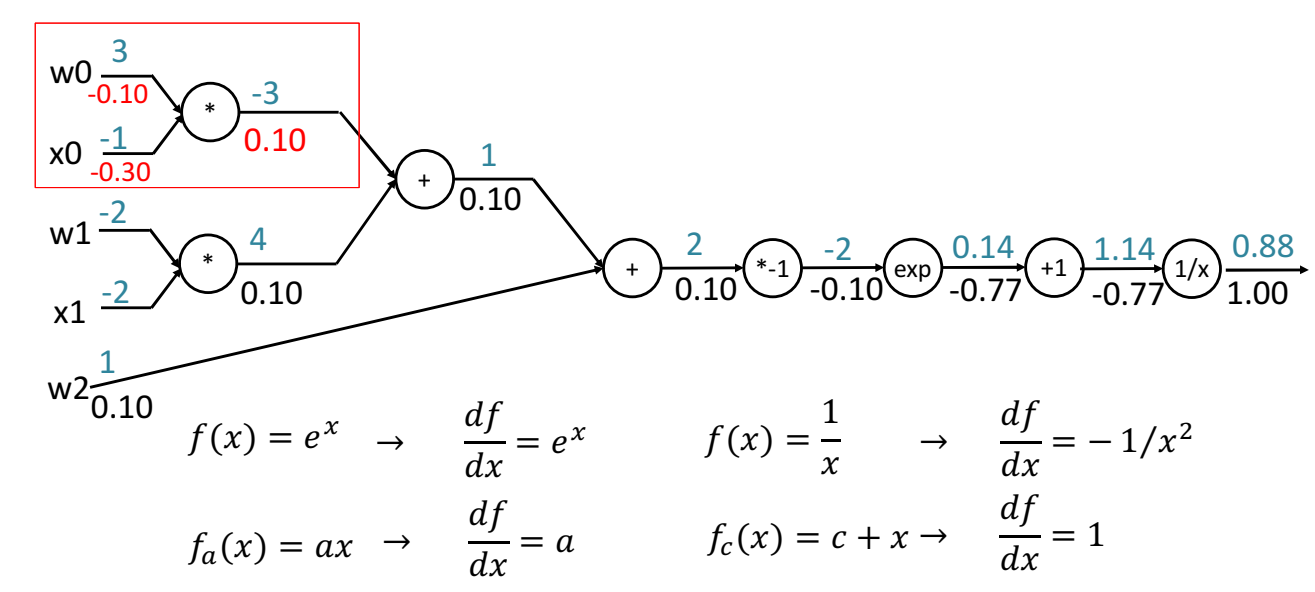 w0 3 -0.10
* -3 0.10
x0 -1 -0.30
+ 1 0.10
w1 -2
* 4 0.10
x1 -2
+ 2 0.10 *-1 -2 -0.10 exp 0.14 -0.77 +1 1.14 -0.77 1/x 0.88 1.00
w2 1 0.10
f(x) = e^x → df/dx = e^x f(x) = 1/x → df/dx = − 1/x²
fₐ(x) = ax → df/dx = a f_c(x) = c + x → df/dx = 1